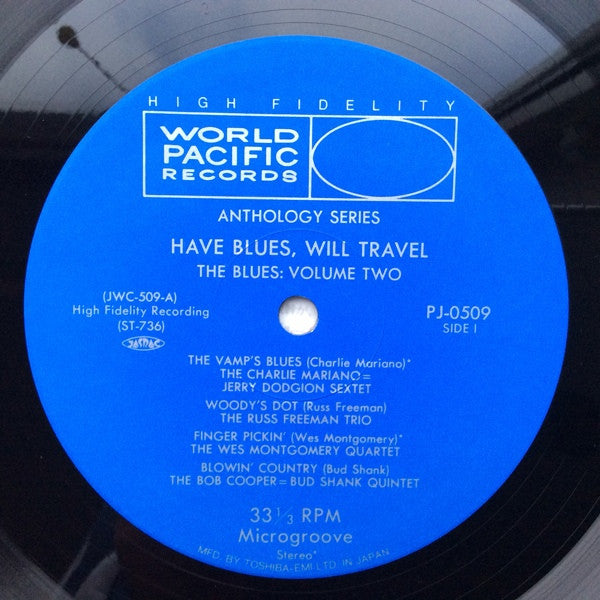 HIGH FIDELITY
WORLD
PACIFIC
RECORDS
ANTHOLOGY SERIES
HAVE BLUES, WILL TRAVEL
THE BLUES: VOLUME TWO
(JWC-509-A)
High Fidelity Recording
(ST-736)
JASRAC
PJ-0509
SIDE I
THE VAMP'S BLUES (Charlie Mariano)*
THE CHARLIE MARIANO=
JERRY DODGION SEXTET
WOODY'S DOT (Russ Freeman)
THE RUSS FREEMAN TRIO
FINGER PICKIN' (Wes Montgomery)*
THE WES MONTGOMERY QUARTET
BLOWIN' COUNTRY (Bud Shank)
THE BOB COOPER=BUD SHANK QUINTET
33 1/3 RPM
Microgroove
Stereo*
MFD BY TOSHIBA-EMI LTD. IN JAPAN